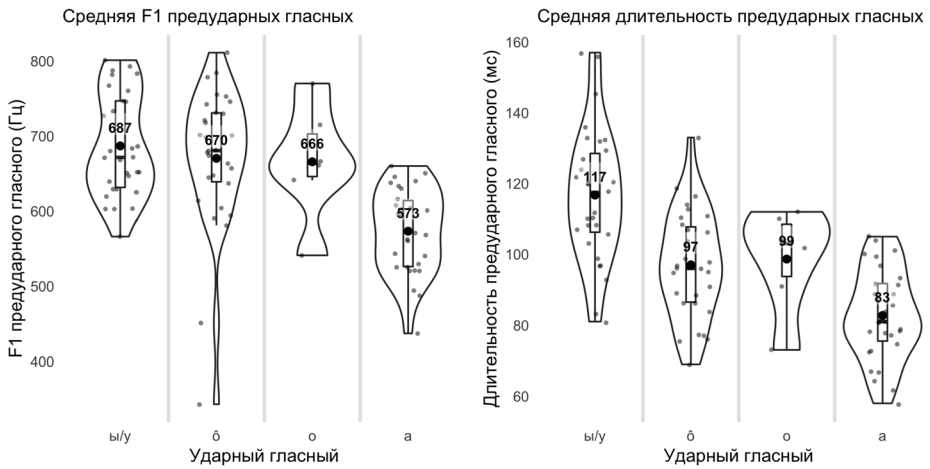 Средняя F1 предударных гласных
F1 предударного гласного (Гц)
800
700
600
500
400
687
670
666
573
ы/у
ô
о
а
Ударный гласный
Средняя длительность предударных гласных
Длительность предударного гласного (мс)
160
140
120
100
80
60
117
97
99
83
ы/у
ô
о
а
Ударный гласный